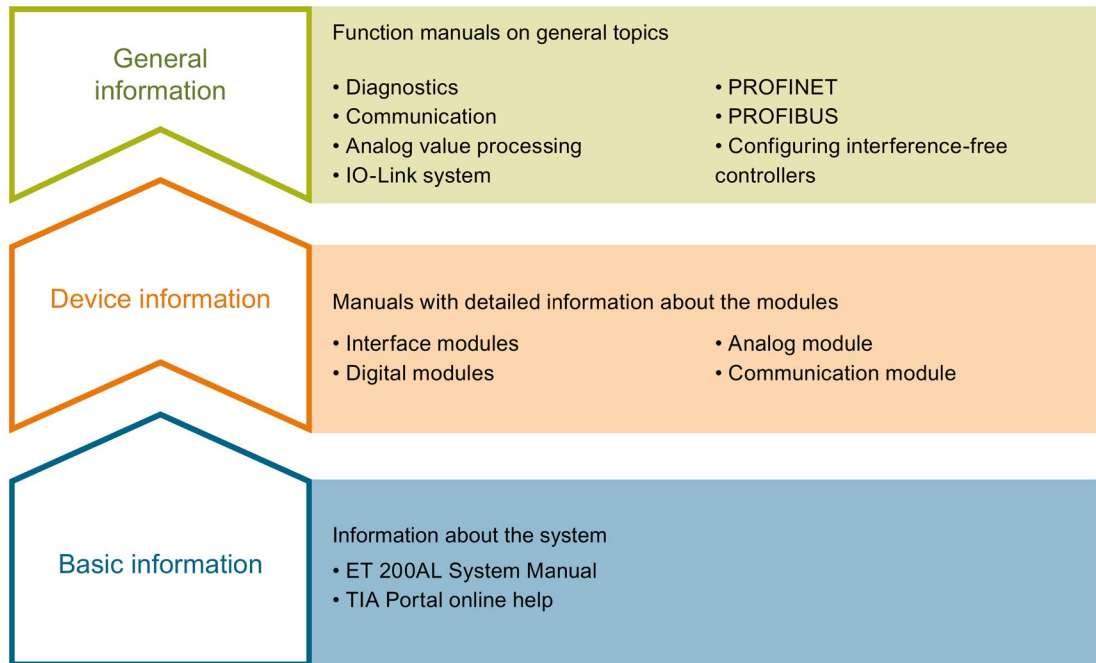 General
information
Function manuals on general topics
• Diagnostics
• Communication
• Analog value processing
• IO-Link system
• PROFINET
• PROFIBUS
• Configuring interference-free
controllers
Device information
Manuals with detailed information about the modules
• Interface modules
• Digital modules
• Analog module
• Communication module
Basic information
Information about the system
• ET 200AL System Manual
• TIA Portal online help